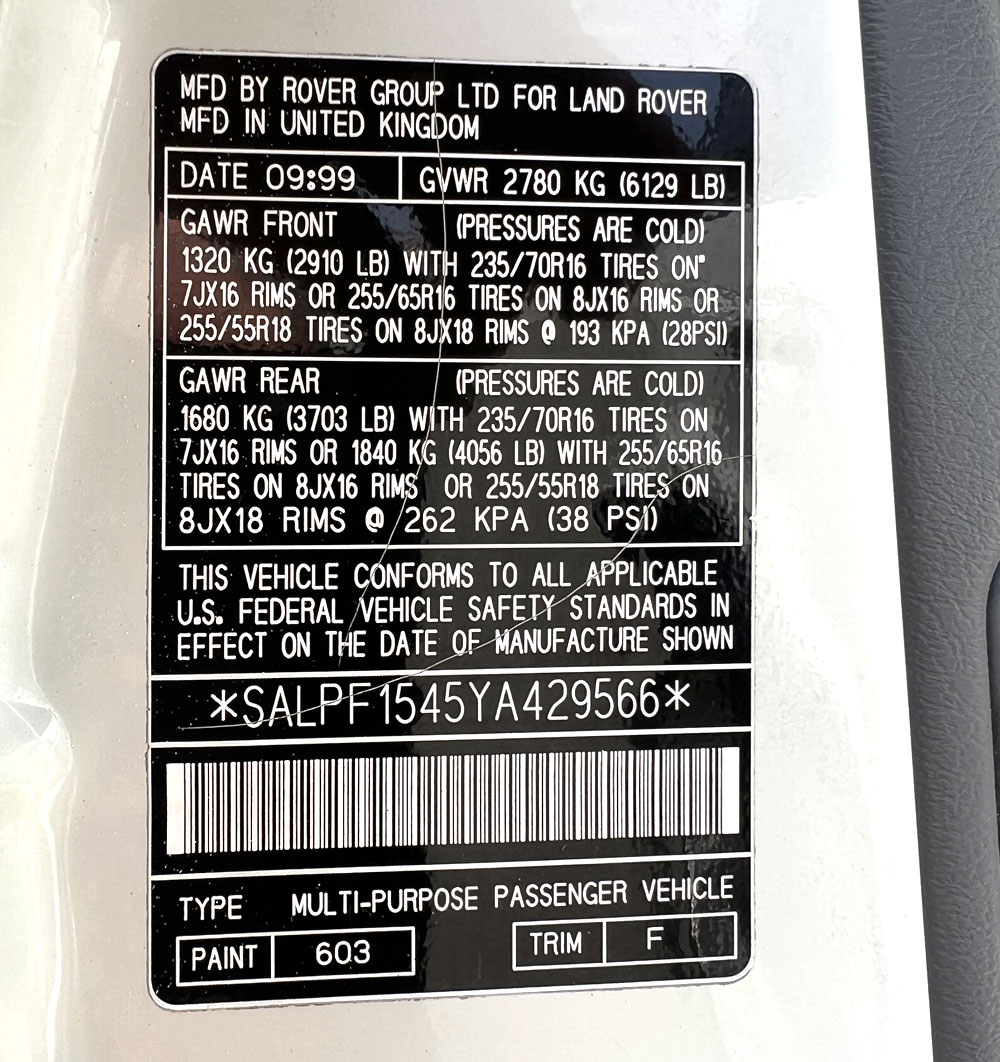 MFD BY ROVER GROUP LTD FOR LAND ROVER
MFD IN UNITED KINGDOM
DATE 09:99 GVWR 2780 KG (6129 LB)
GAWR FRONT (PRESSURES ARE COLD)
1320 KG (2910 LB) WITH 235/70R16 TIRES ON"
7JX16 RIMS OR 255/65R16 TIRES ON 8JX16 RIMS OR
255/55R18 TIRES ON 8JX18 RIMS @ 193 KPA (28PSI)
GAWR REAR (PRESSURES ARE COLD)
1680 KG (3703 LB) WITH 235/70R16 TIRES ON
7JX16 RIMS OR 1840 KG (4056 LB) WITH 255/65R16
TIRES ON 8JX16 RIMS OR 255/55R18 TIRES ON
8JX18 RIMS @ 262 KPA (38 PSI)
THIS VEHICLE CONFORMS TO ALL APPLICABLE
U.S. FEDERAL VEHICLE SAFETY STANDARDS IN
EFFECT ON THE DATE OF MANUFACTURE SHOWN
*SALPF1545YA429566*
TYPE MULTI-PURPOSE PASSENGER VEHICLE
PAINT 603 TRIM F